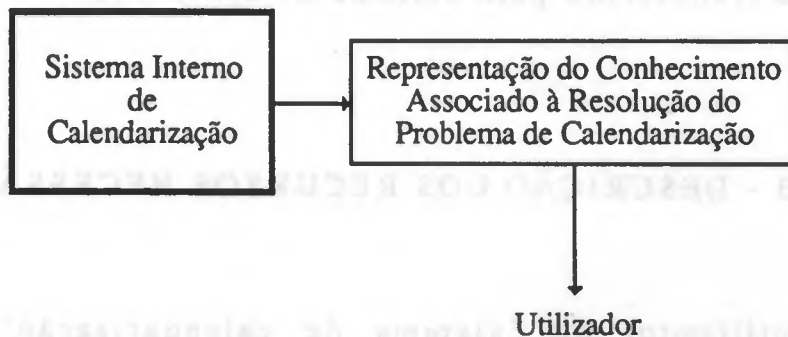 Sistema Interno
de
Calendarização
Representação do Conhecimento
Associado à Resolução do
Problema de Calendarização
Utilizador